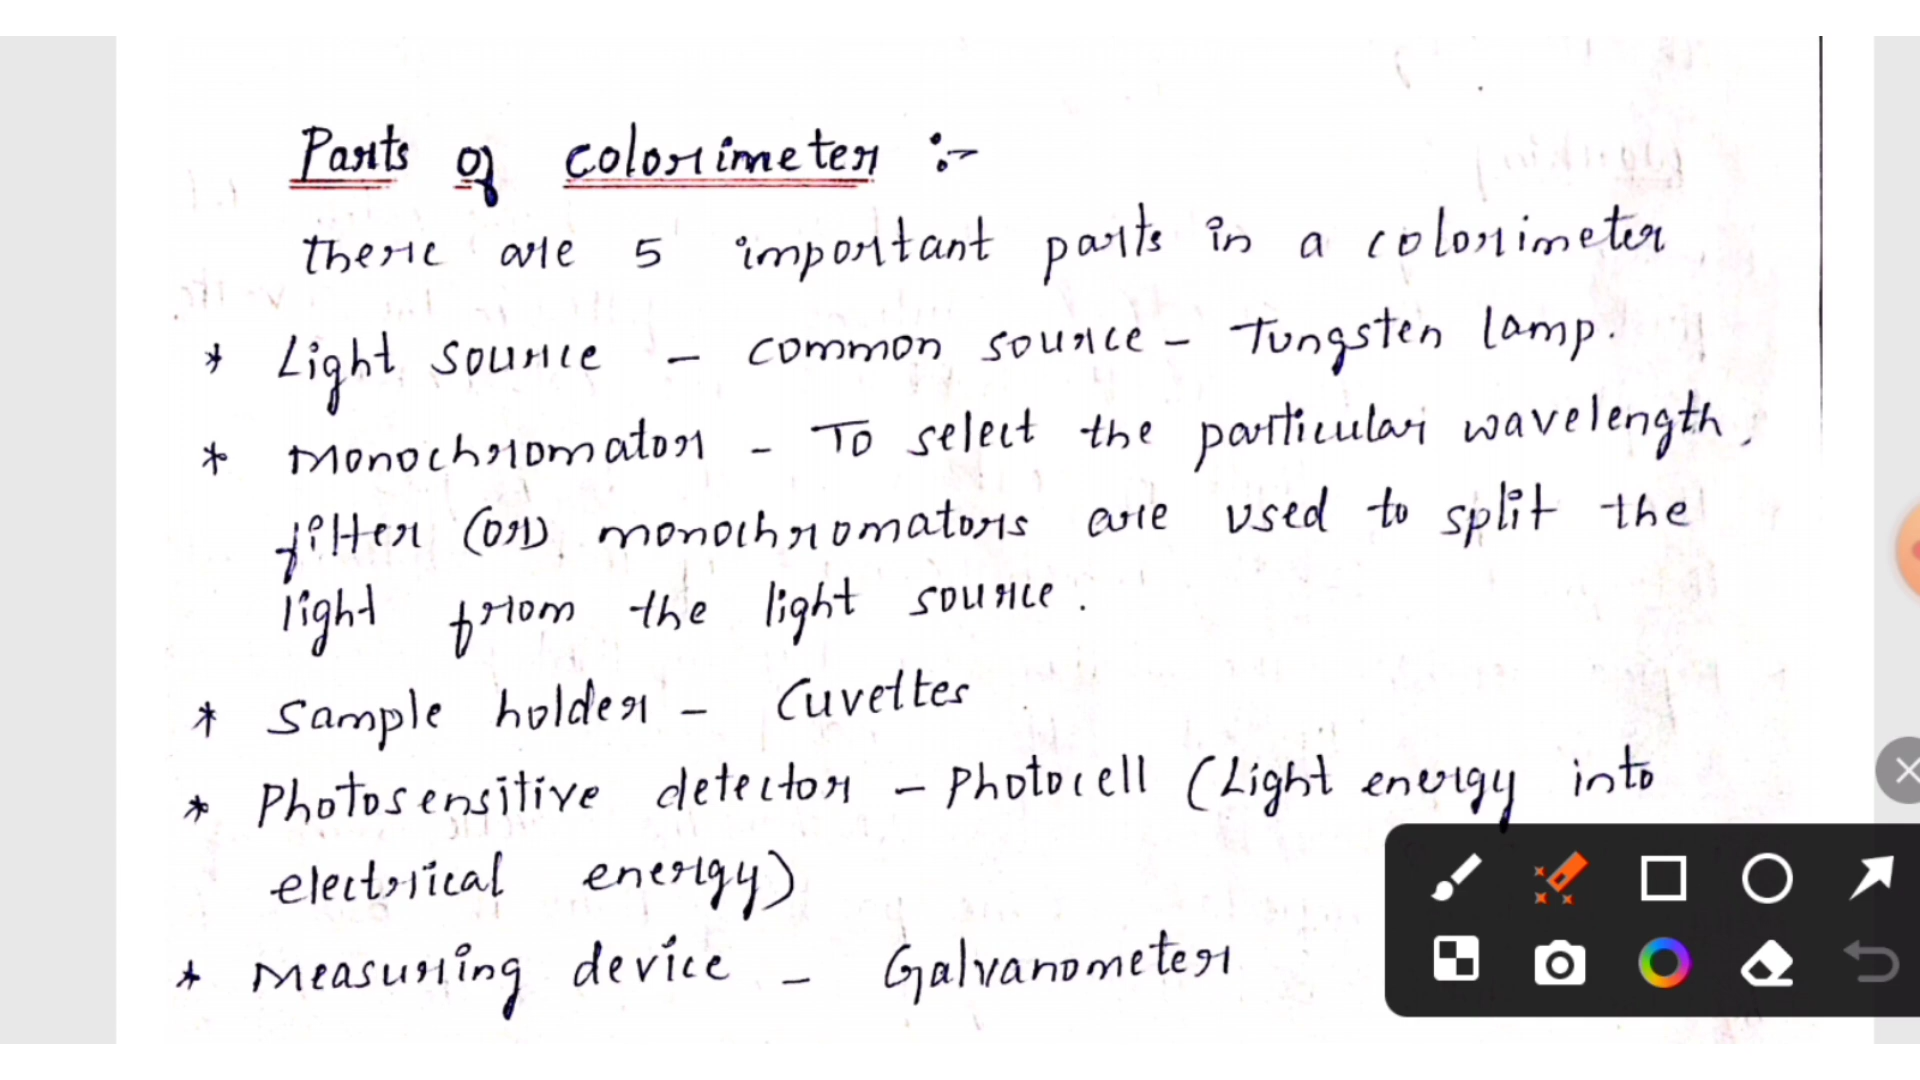 Parts of colorimeter :-
there are 5 important parts in a colorimeter
* Light source - common source - Tungsten lamp.
* Monochromator - To select the particular wavelength,
filter (or) monochromators are used to split the
light from the light source.
* Sample holder - Cuvettes
* Photosensitive detector - Photocell (Light energy into
electrical energy)
* Measuring device - Galvanometer